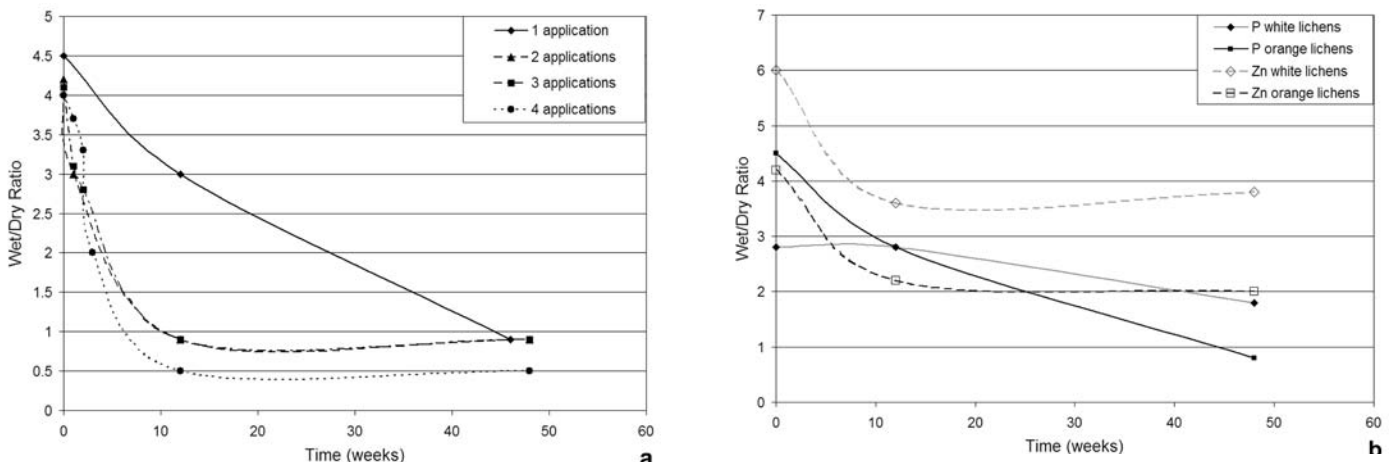 5
4.5
4
3.5
3
2.5
2
1.5
1
0.5
0
Wet/Dry Ratio
0 10 20 30 40 50 60
Time (weeks)
1 application
2 applications
3 applications
4 applications
a
7
6
5
4
3
2
1
0
Wet/Dry Ratio
0 10 20 30 40 50 60
Time (weeks)
P white lichens
P orange lichens
Zn white lichens
Zn orange lichens
b